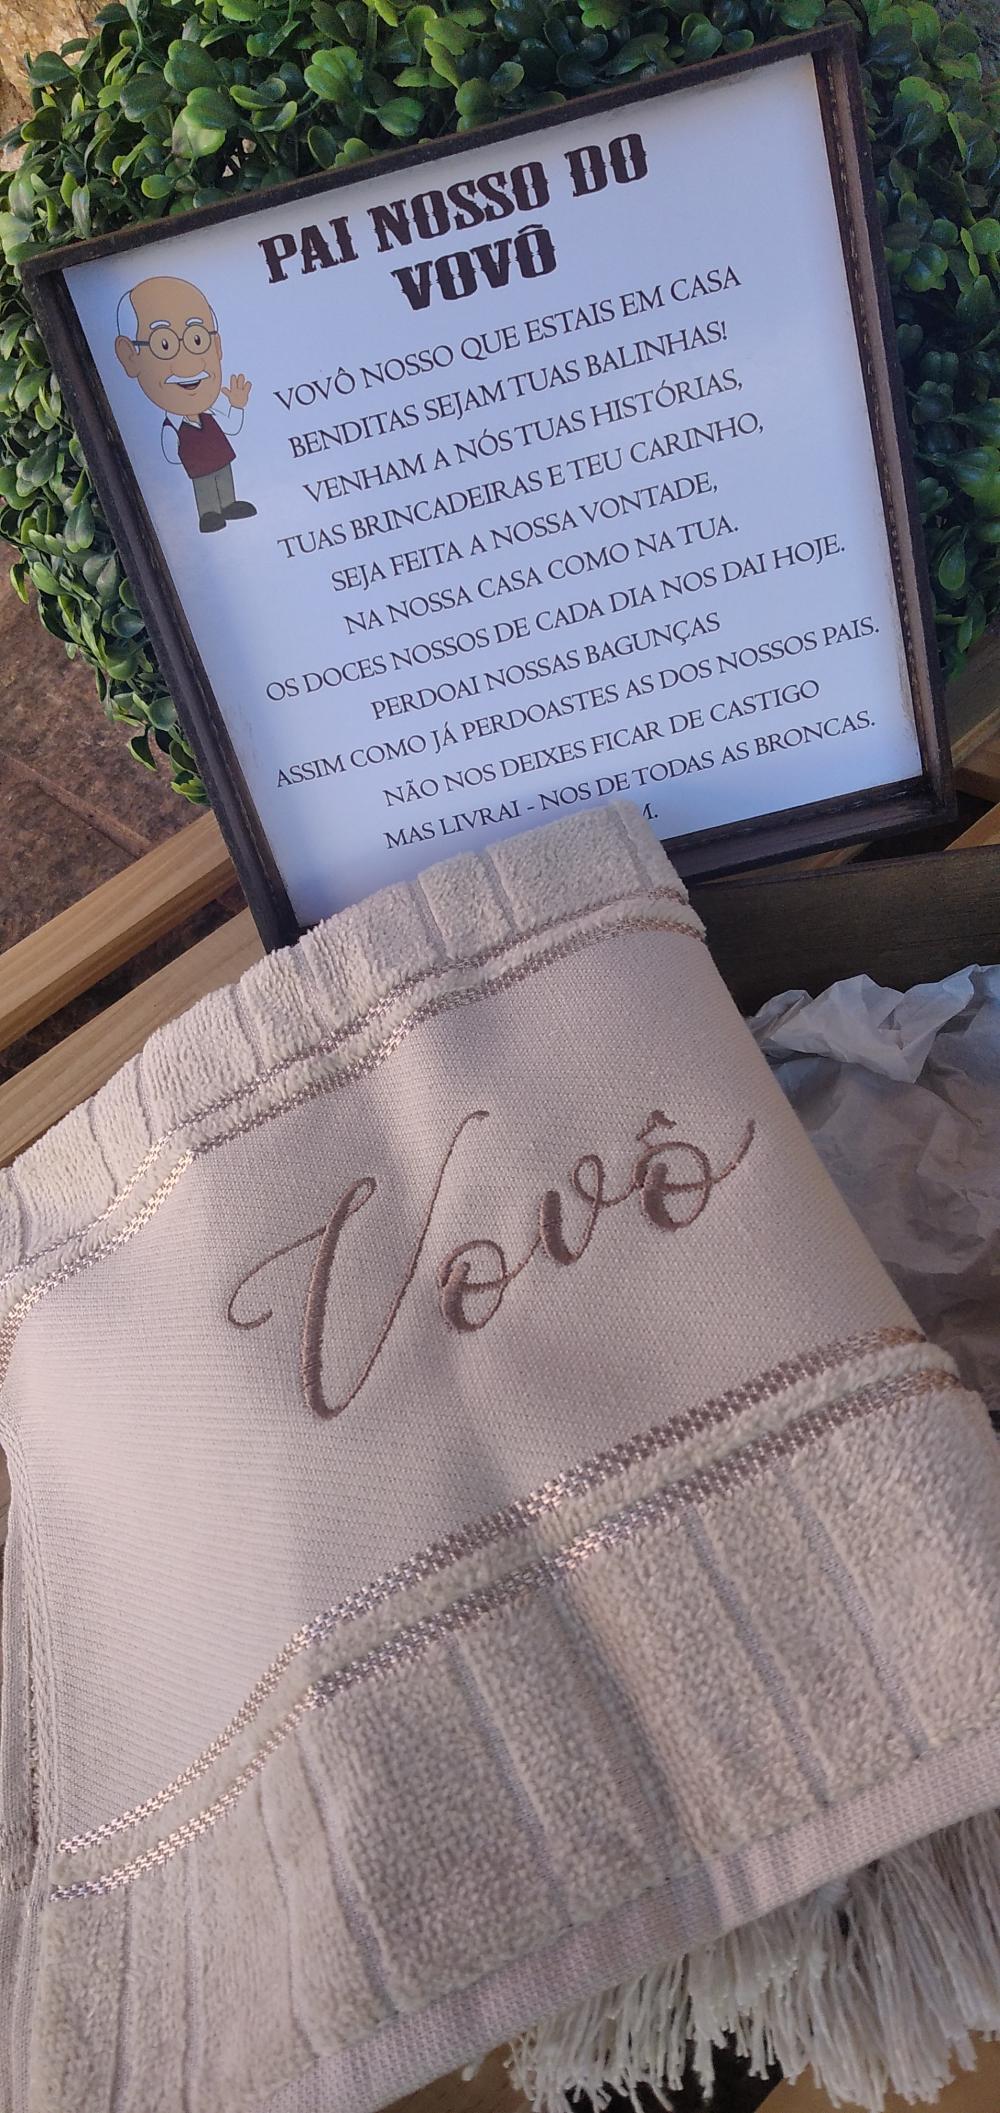 PAI NOSSO DO
VOVÔ
VOVÔ NOSSO QUE ESTAIS EM CASA
BENDITAS SEJAM TUAS BALINHAS!
VENHAM A NÓS TUAS HISTÓRIAS,
TUAS BRINCADEIRAS E TEU CARINHO,
SEJA FEITA A NOSSA VONTADE,
NA NOSSA CASA COMO NA TUA.
OS DOCES NOSSOS DE CADA DIA NOS DAI HOJE.
PERDOAI NOSSAS BAGUNÇAS
ASSIM COMO JÁ PERDOASTES AS DOS NOSSOS PAIS.
NÃO NOS DEIXES FICAR DE CASTIGO
MAS LIVRAI - NOS DE TODAS AS BRONCAS.
Vovô